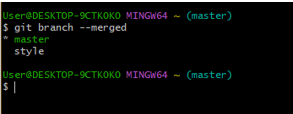 User@DESKTOP-9CTKOKO MINGW64 ~ (master)
$ git branch --merged
* master
  style
User@DESKTOP-9CTKOKO MINGW64 ~ (master)
$